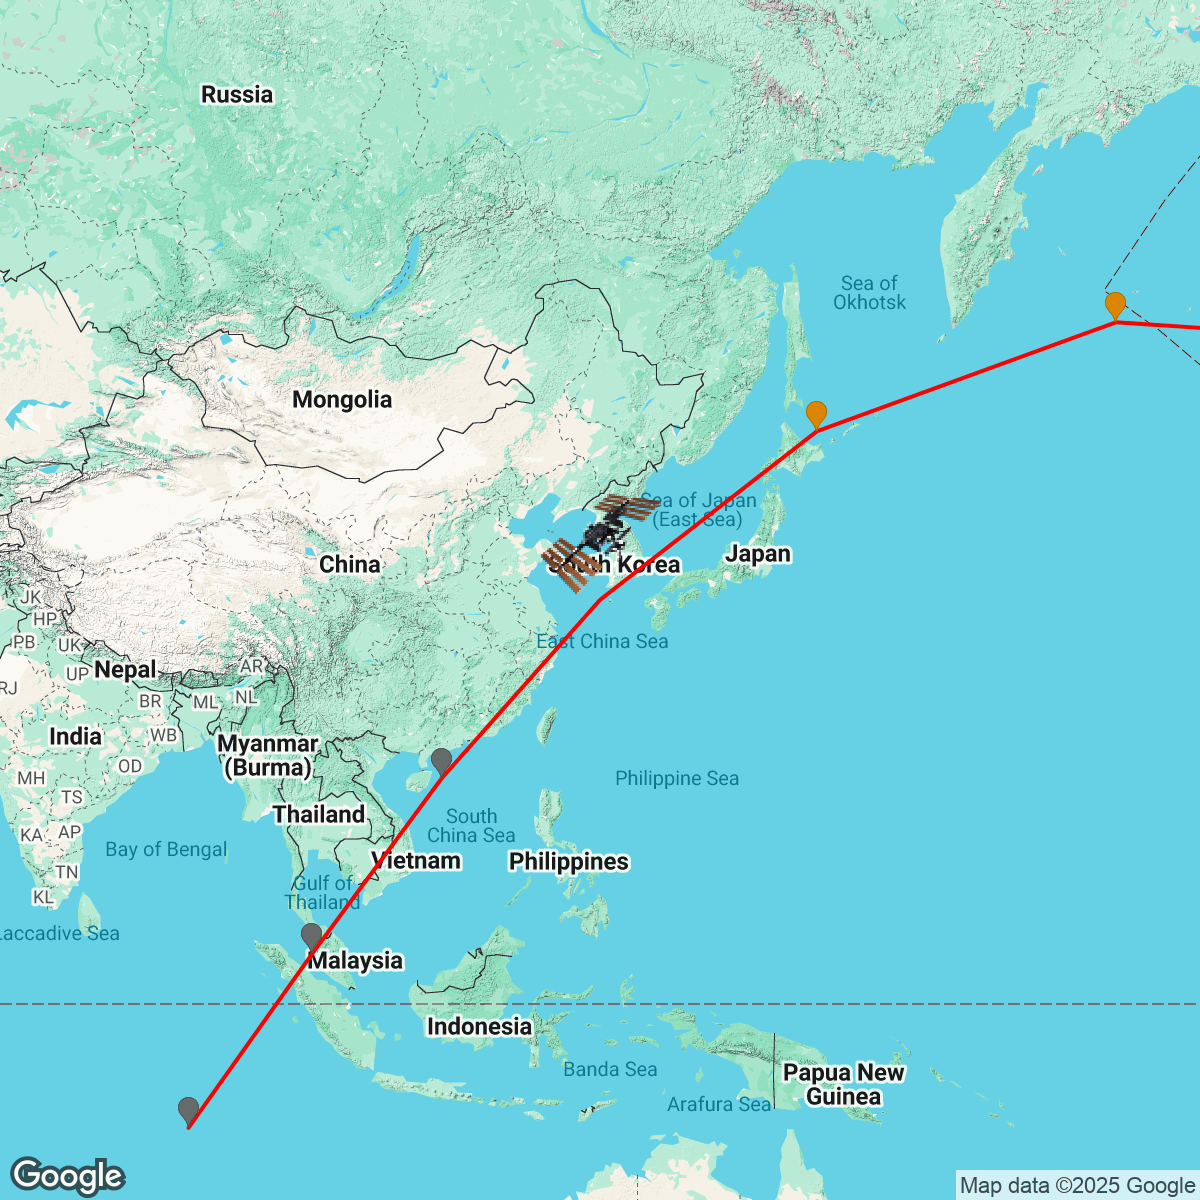 Russia
Sea of
Okhotsk
Mongolia
Sea of Japan
(East Sea)
Japan
China
South Korea
JK
HP
PB
UK
East China Sea
Nepal
AR
UP
RJ
BR
ML
NL
India
WB
Myanmar
(Burma)
OD
MH
Philippine Sea
TS
Thailand
South
China Sea
KA
AP
Bay of Bengal
Vietnam
Philippines
TN
Gulf of
Thailand
KL
Laccadive Sea
Malaysia
Indonesia
Banda Sea
Papua New
Guinea
Arafura Sea
Google
Map data ©2025 Google